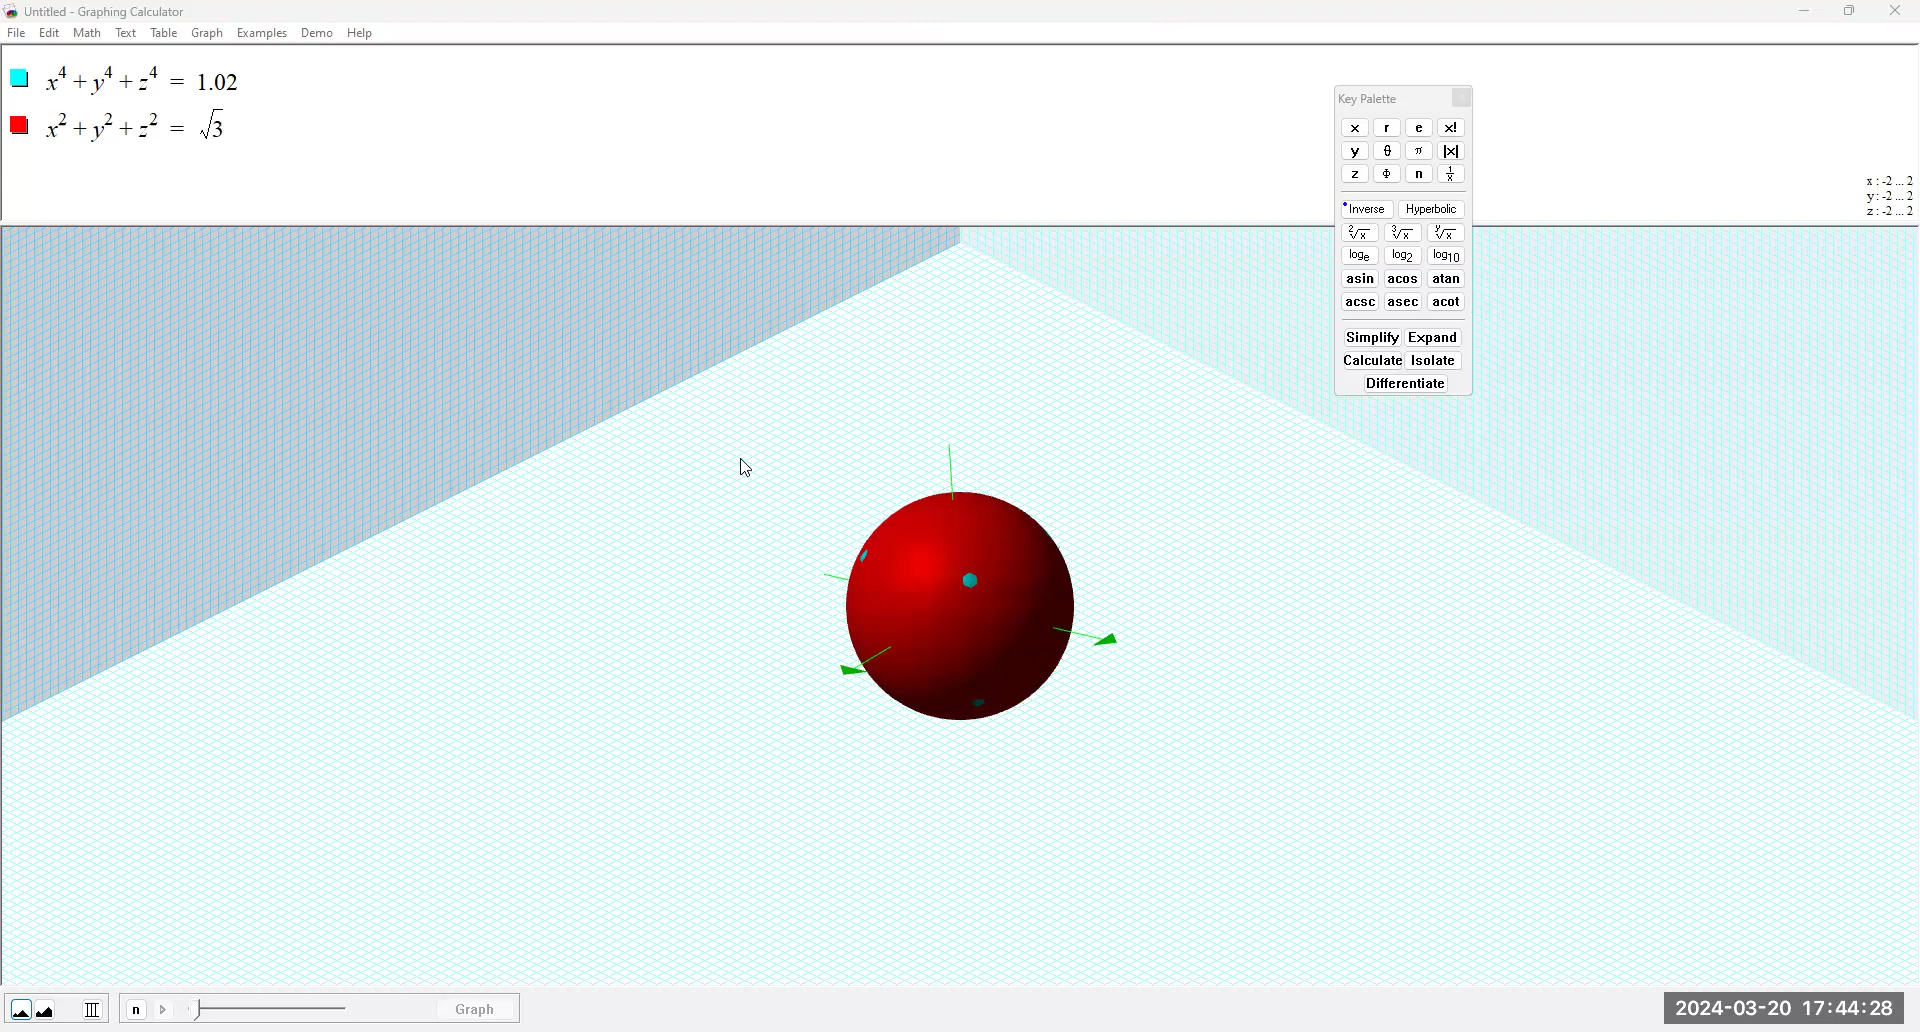 Untitled - Graphing Calculator
File Edit Math Text Table Graph Examples Demo Help
x⁴ + y⁴ + z⁴ = 1.02
x² + y² + z² = √3
Key Palette
x r e x!
y θ π |x|
z Φ n 1/x
Inverse Hyperbolic
²√x ³√x ʸ√x
logₑ log₂ log₁₀
asin acos atan
acsc asec acot
Simplify Expand
Calculate Isolate
Differentiate
x : -2 ... 2
y : -2 ... 2
z : -2 ... 2
n Graph
2024-03-20 17:44:28